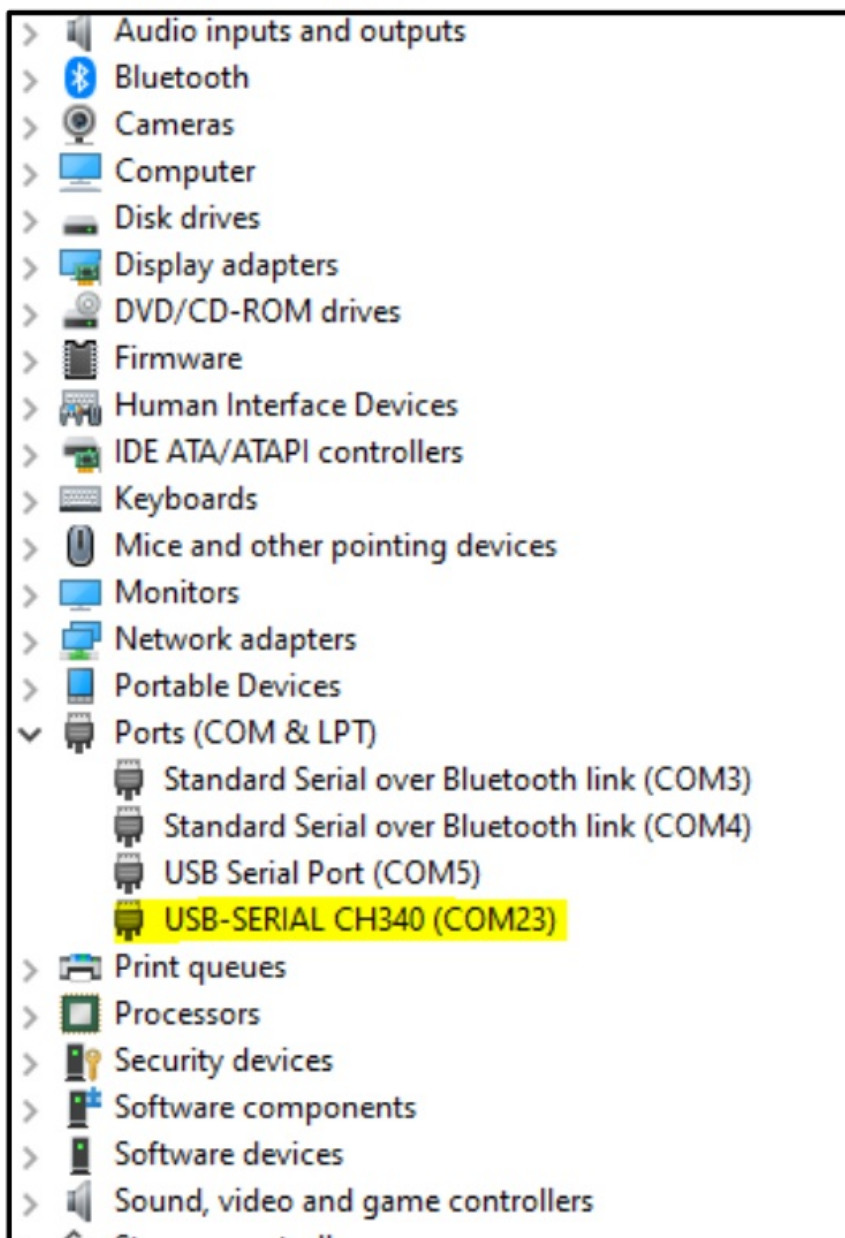 Audio inputs and outputs
Bluetooth
Cameras
Computer
Disk drives
Display adapters
DVD/CD-ROM drives
Firmware
Human Interface Devices
IDE ATA/ATAPI controllers
Keyboards
Mice and other pointing devices
Monitors
Network adapters
Portable Devices
Ports (COM & LPT)
Standard Serial over Bluetooth link (COM3)
Standard Serial over Bluetooth link (COM4)
USB Serial Port (COM5)
USB-SERIAL CH340 (COM23)
Print queues
Processors
Security devices
Software components
Software devices
Sound, video and game controllers